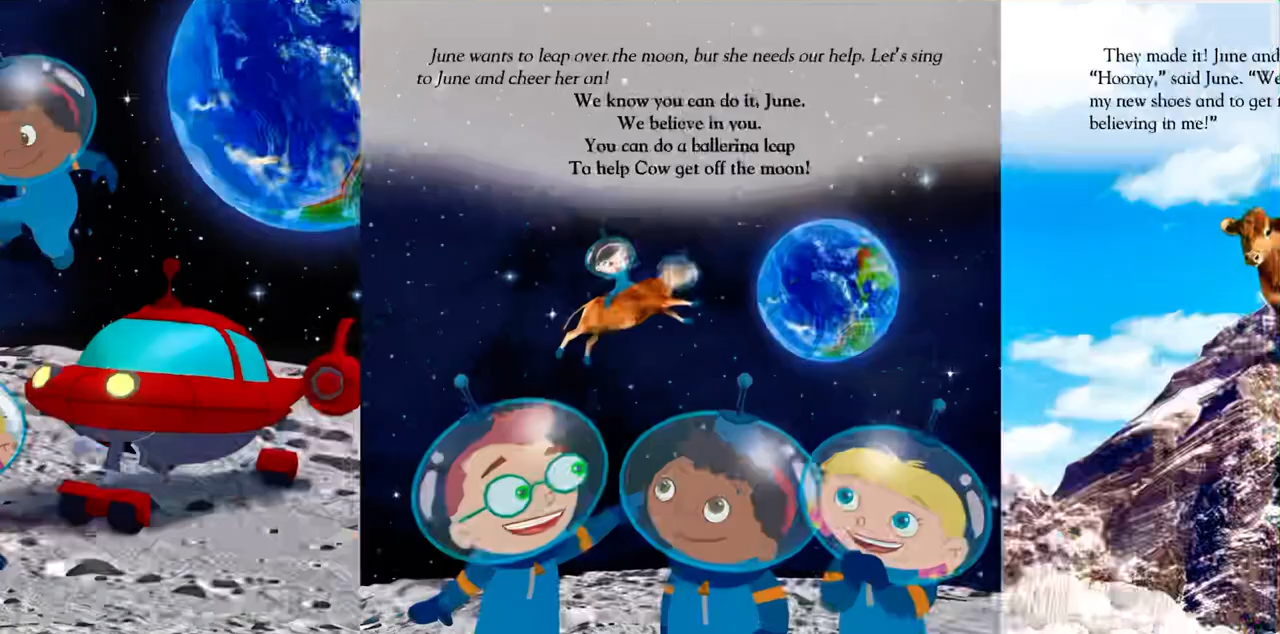 June wants to leap over the moon, but she needs our help. Let's sing
to June and cheer her on!
We know you can do it, June.
We believe in you.
You can do a ballerina leap
To help Cow get off the moon!
They made it! June and
"Hooray," said June. "We
my new shoes and to get
believing in me!"